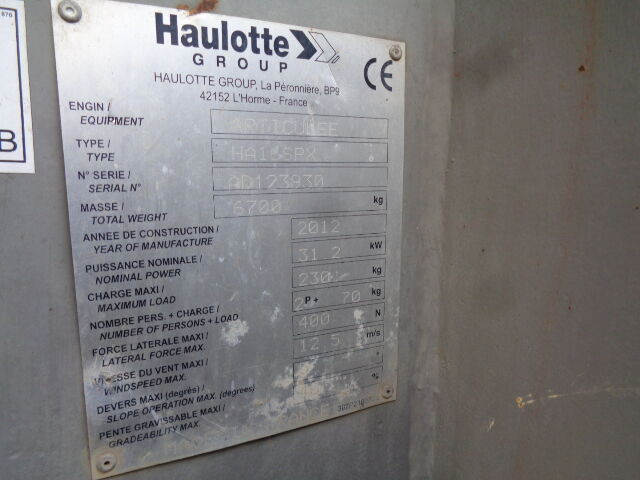 Haulotte
GROUP
CE
HAULOTTE GROUP, La Péronnière, BP9
42152 L'Horme - France
ENGIN /
EQUIPMENT
ARTICULEE
TYPE /
TYPE
HA16SPX
N° SERIE /
SERIAL N°
AD123930
MASSE /
TOTAL WEIGHT
6700 kg
ANNEE DE CONSTRUCTION /
YEAR OF MANUFACTURE
2012
PUISSANCE NOMINALE /
NOMINAL POWER
31 2 kW
CHARGE MAXI /
MAXIMUM LOAD
230 kg
NOMBRE PERS. + CHARGE /
NUMBER OF PERSONS + LOAD
2 P + 70 kg
FORCE LATERALE MAXI /
LATERAL FORCE MAX.
400 N
VITESSE DU VENT MAXI /
WINDSPEED MAX.
12 5 m/s
DEVERS MAXI (degrés) /
SLOPE OPERATION MAX. (degrees)
°
PENTE GRAVISSABLE MAXI /
GRADEABILITY MAX.
%
B